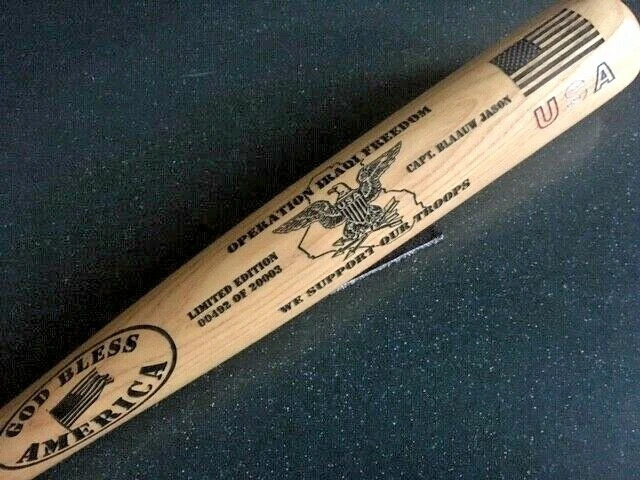 GOD BLESS
AMERICA
LIMITED EDITION
00492 OF 20003
OPERATION IRAQI FREEDOM
WE SUPPORT OUR TROOPS
CAPT. BLAAUW JASON
USA